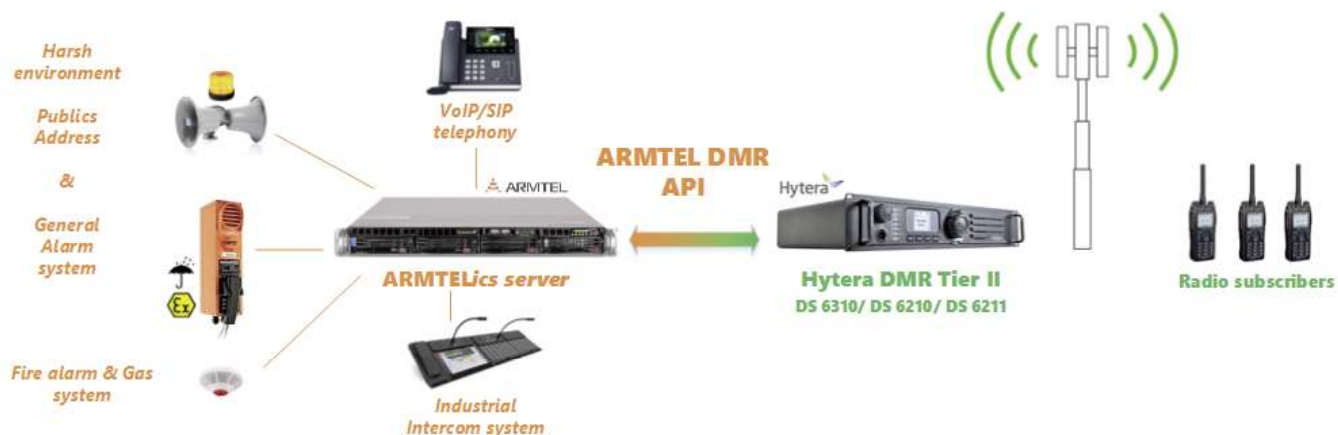 Harsh
environment
Publics
Address
&
General
Alarm
system
Ex
Fire alarm & Gas
system
VoIP/SIP
telephony
ARMTEL
ARMTELics server
Industrial
Intercom system
ARMTEL DMR
API
Hytera
Hytera DMR Tier II
DS 6310/ DS 6210/ DS 6211
Radio subscribers